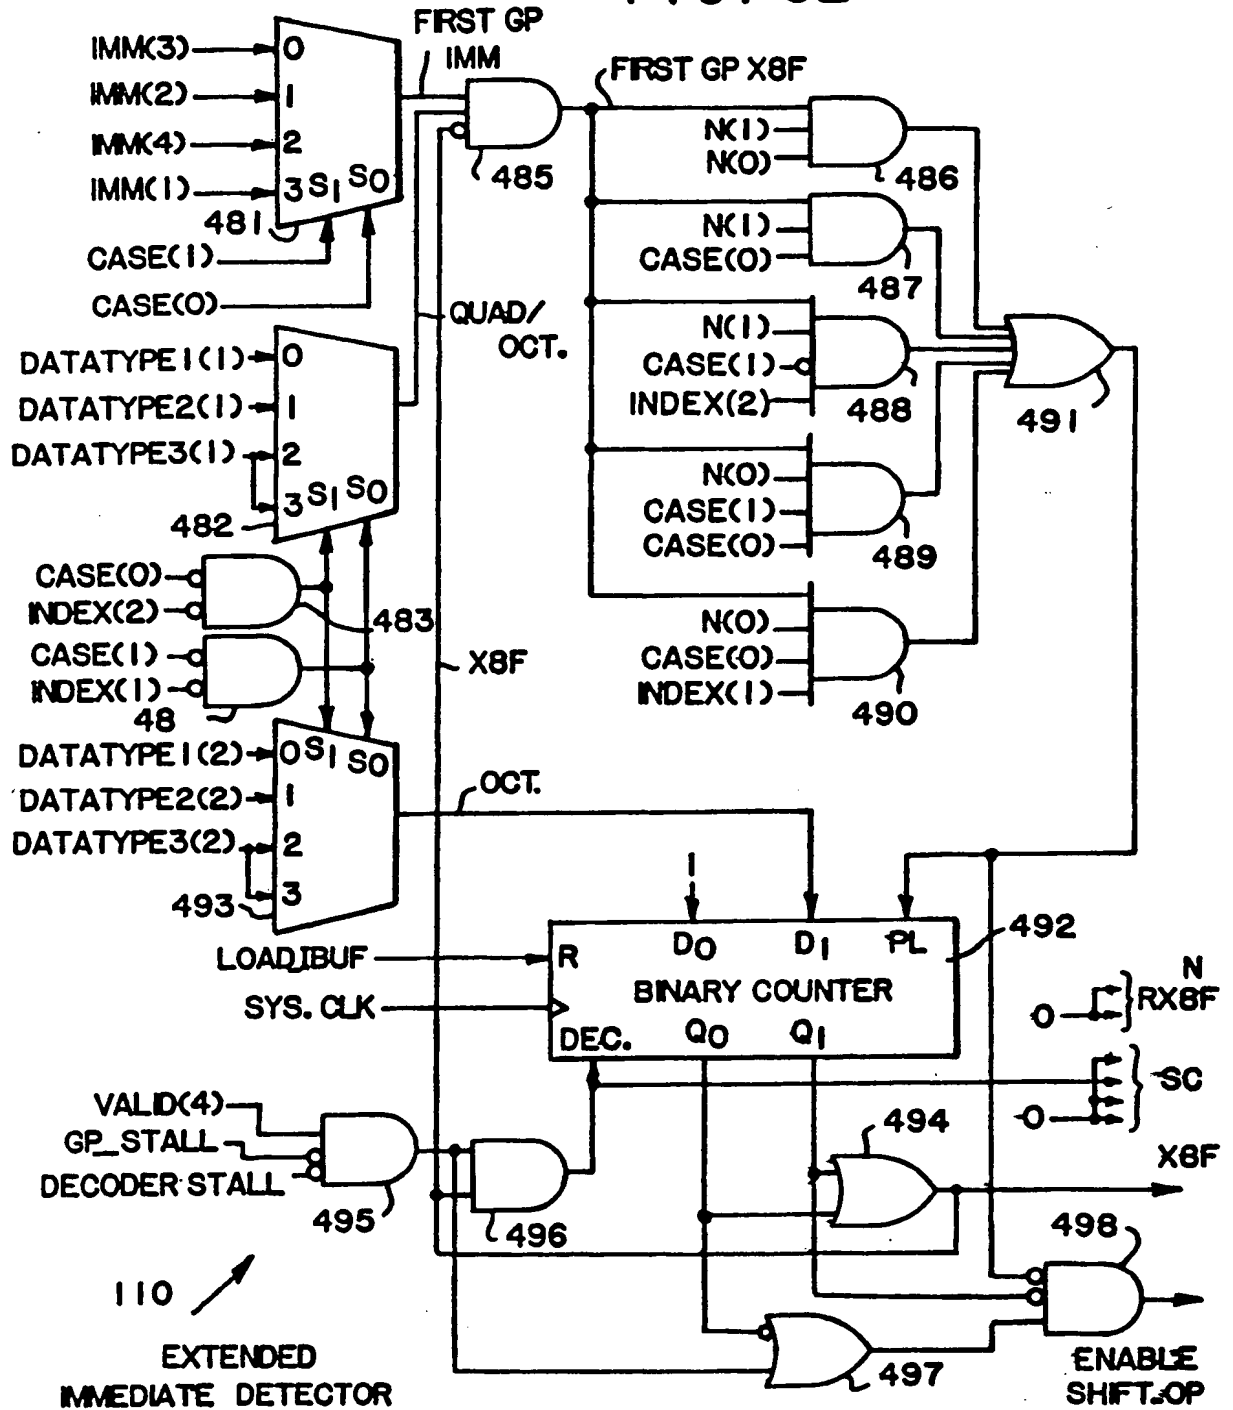 FIRST GP
IMM
IMM(3)
0
IMM(2)
1
IMM(4)
2
IMM(1)
3 S1 S0
481
CASE(1)
CASE(0)
485
FIRST GP X8F
N(1)
N(0)
486
N(1)
CASE(0)
487
QUAD/
OCT.
N(1)
CASE(1)
INDEX(2)
488
491
N(0)
CASE(1)
CASE(0)
489
N(0)
CASE(0)
INDEX(1)
490
DATATYPE1(1)
0
DATATYPE2(1)
1
DATATYPE3(1)
2
3 S1 S0
482
CASE(0)
INDEX(2)
483
CASE(1)
INDEX(1)
48
X8F
DATATYPE1(2)
0 S1 S0
DATATYPE2(2)
1
DATATYPE3(2)
2
3
493
OCT.
1
LOAD_IBUF
SYS. CLK
R
D0 D1 PL
BINARY COUNTER
DEC. Q0 Q1
492
N
RX8F
0
SC
0
VALID(4)
GP_STALL
DECODER STALL
495
496
494
X8F
498
497
ENABLE
SHIFT_OP
110
EXTENDED
IMMEDIATE DETECTOR